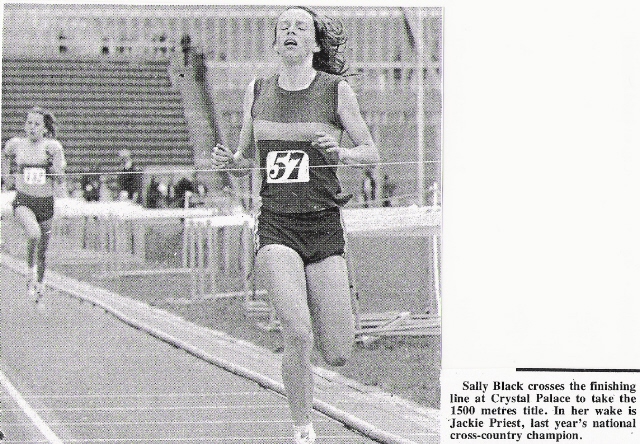 57
Sally Black crosses the finishing
line at Crystal Palace to take the
1500 metres title. In her wake is
Jackie Priest, last year's national
cross-country champion.